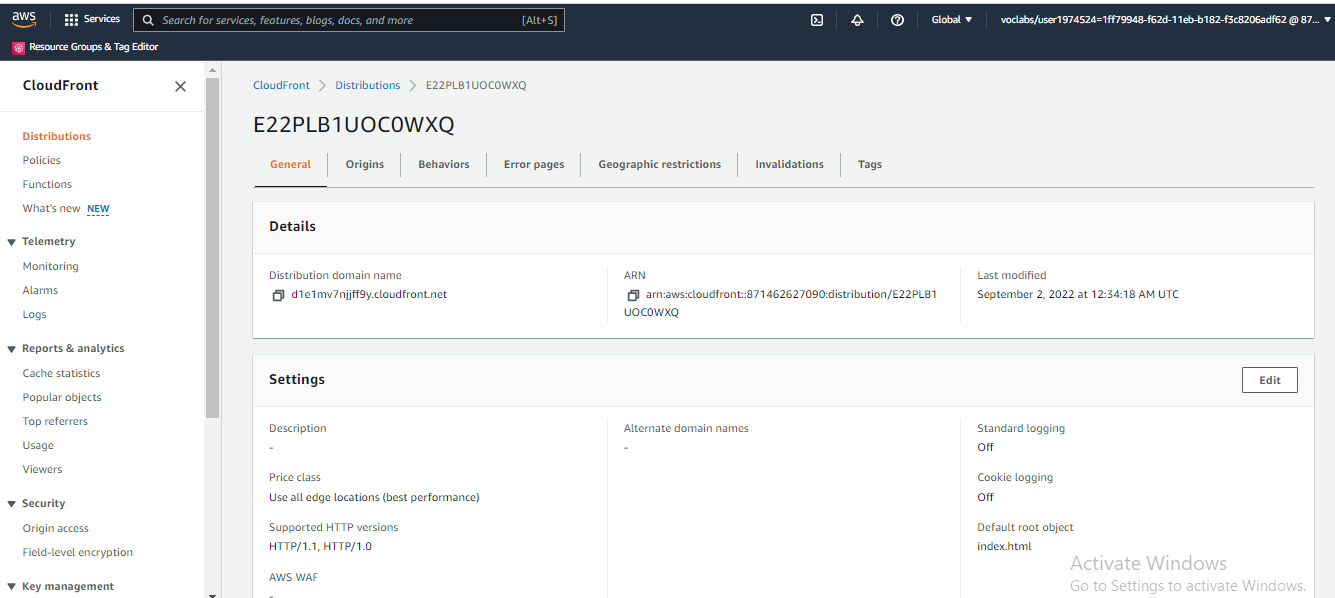 aws
Services
Search for services, features, blogs, docs, and more
[Alt+S]
Global ▼
voclabs/user1974524=1ff79948-f62d-11eb-b182-f3c8206adf62 @ 87... ▼
Resource Groups & Tag Editor
CloudFront
Distributions
Policies
Functions
What's new NEW
Telemetry
Monitoring
Alarms
Logs
Reports & analytics
Cache statistics
Popular objects
Top referrers
Usage
Viewers
Security
Origin access
Field-level encryption
Key management
CloudFront > Distributions > E22PLB1UOC0WXQ
E22PLB1UOC0WXQ
General
Origins
Behaviors
Error pages
Geographic restrictions
Invalidations
Tags
Details
Distribution domain name
d1e1mv7njjff9y.cloudfront.net
ARN
arn:aws:cloudfront::871462627090:distribution/E22PLB1
UOC0WXQ
Last modified
September 2, 2022 at 12:34:18 AM UTC
Settings
Edit
Description
-
Price class
Use all edge locations (best performance)
Supported HTTP versions
HTTP/1.1, HTTP/1.0
AWS WAF
-
Alternate domain names
-
Standard logging
Off
Cookie logging
Off
Default root object
index.html
Activate Windows
Go to Settings to activate Windows.